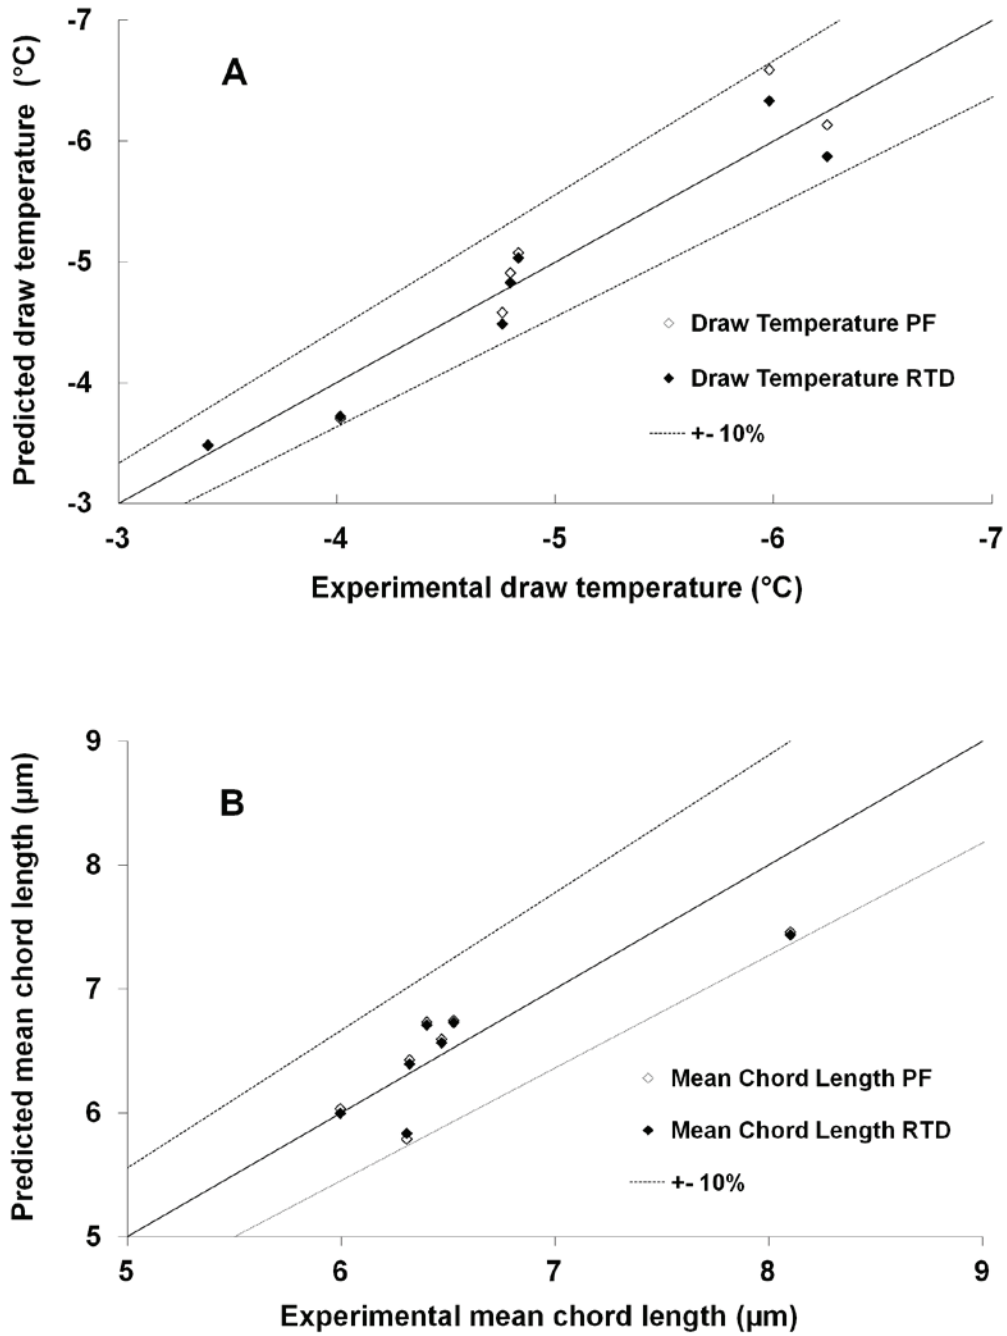 A
Predicted draw temperature (°C)
-7
-6
-5
-4
-3
◇ Draw Temperature PF
◆ Draw Temperature RTD
+- 10%
-3 -4 -5 -6 -7
Experimental draw temperature (°C)
B
Predicted mean chord length (µm)
9
8
7
6
5
◇ Mean Chord Length PF
◆ Mean Chord Length RTD
+- 10%
5 6 7 8 9
Experimental mean chord length (µm)